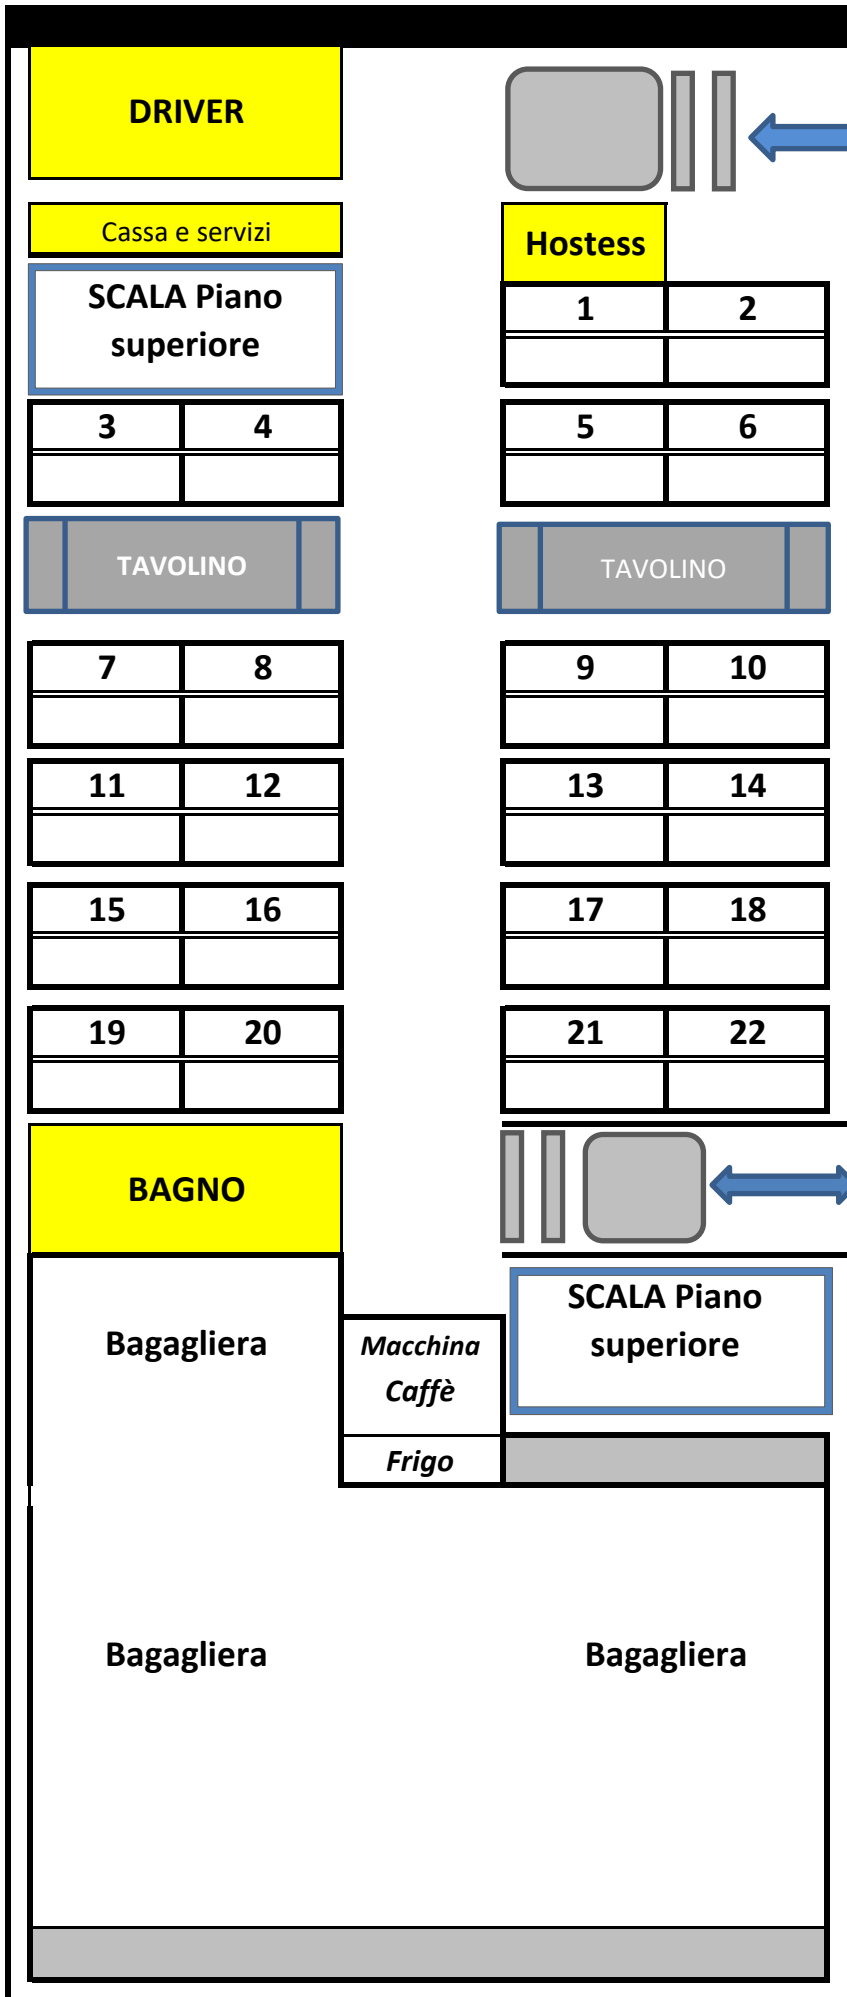 DRIVER
Cassa e servizi
Hostess
SCALA Piano
superiore
1 2
3 4 5 6
TAVOLINO TAVOLINO
7 8 9 10
11 12 13 14
15 16 17 18
19 20 21 22
BAGNO
SCALA Piano
superiore
Bagagliera
Macchina
Caffè
Frigo
Bagagliera Bagagliera